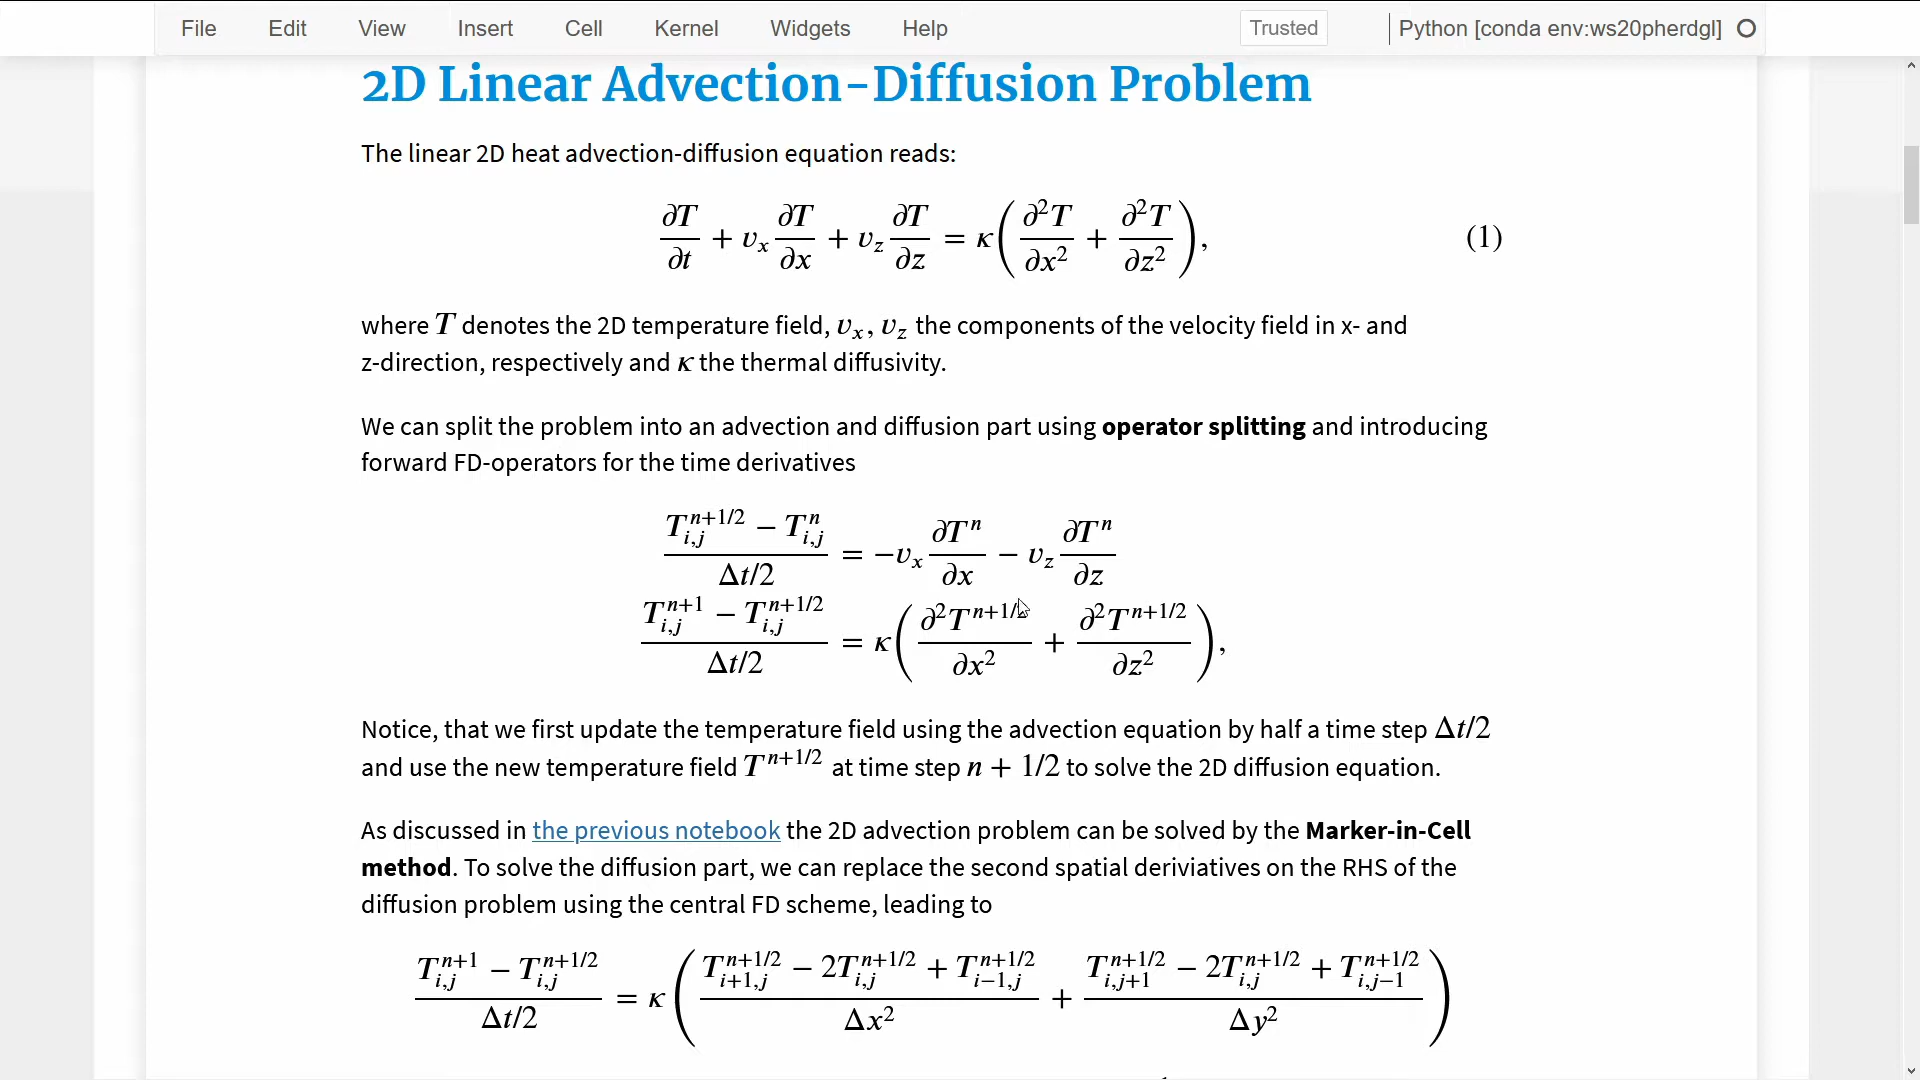 File Edit View Insert Cell Kernel Widgets Help Trusted Python [conda env:ws20pherdgl]
2D Linear Advection-Diffusion Problem
The linear 2D heat advection-diffusion equation reads:
∂T/∂t + v_x ∂T/∂x + v_z ∂T/∂z = κ(∂²T/∂x² + ∂²T/∂z²), (1)
where T denotes the 2D temperature field, v_x, v_z the components of the velocity field in x- and
z-direction, respectively and κ the thermal diffusivity.
We can split the problem into an advection and diffusion part using operator splitting and introducing
forward FD-operators for the time derivatives
(T_{i,j}^{n+1/2} − T_{i,j}^{n})/(Δt/2) = −v_x ∂T^n/∂x − v_z ∂T^n/∂z
(T_{i,j}^{n+1} − T_{i,j}^{n+1/2})/(Δt/2) = κ(∂²T^{n+1/2}/∂x² + ∂²T^{n+1/2}/∂z²),
Notice, that we first update the temperature field using the advection equation by half a time step Δt/2
and use the new temperature field T^{n+1/2} at time step n + 1/2 to solve the 2D diffusion equation.
As discussed in the previous notebook the 2D advection problem can be solved by the Marker-in-Cell
method. To solve the diffusion part, we can replace the second spatial deriviatives on the RHS of the
diffusion problem using the central FD scheme, leading to
(T_{i,j}^{n+1} − T_{i,j}^{n+1/2})/(Δt/2) = κ((T_{i+1,j}^{n+1/2} − 2T_{i,j}^{n+1/2} + T_{i−1,j}^{n+1/2})/Δx² + (T_{i,j+1}^{n+1/2} − 2T_{i,j}^{n+1/2} + T_{i,j−1}^{n+1/2})/Δy²)